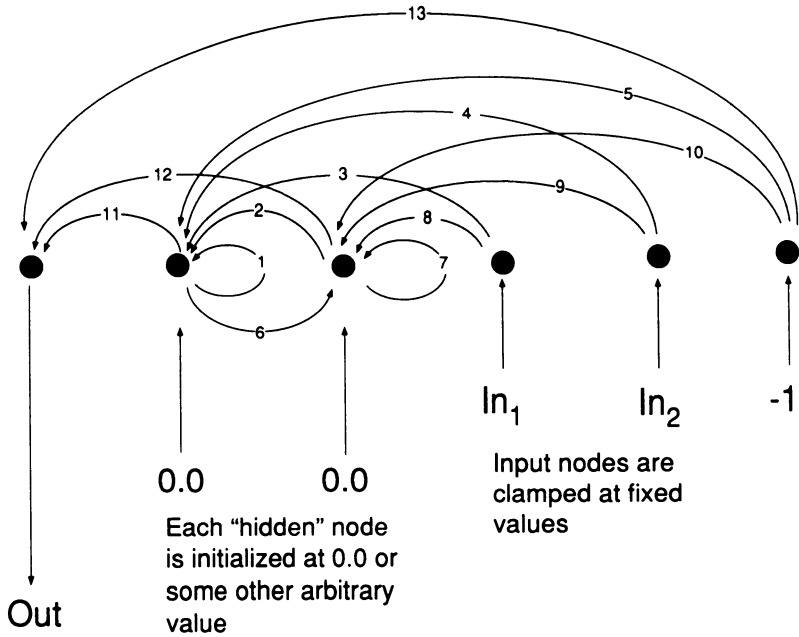 13
5
4
10
12
3
9
11
2
8
1
7
6
In1
In2
-1
0.0
0.0
Input nodes are
clamped at fixed
values
Each “hidden” node
is initialized at 0.0 or
some other arbitrary
value
Out